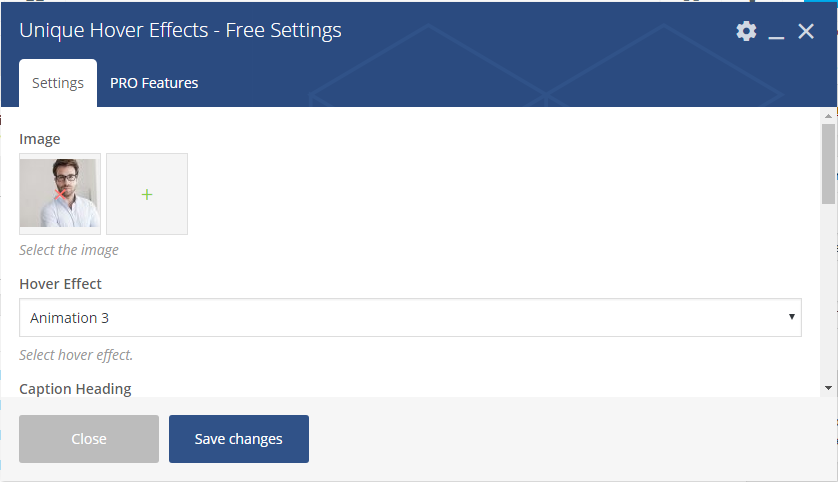 Unique Hover Effects - Free Settings
Settings
PRO Features
Image
Select the image
Hover Effect
Animation 3
Select hover effect.
Caption Heading
Close
Save changes